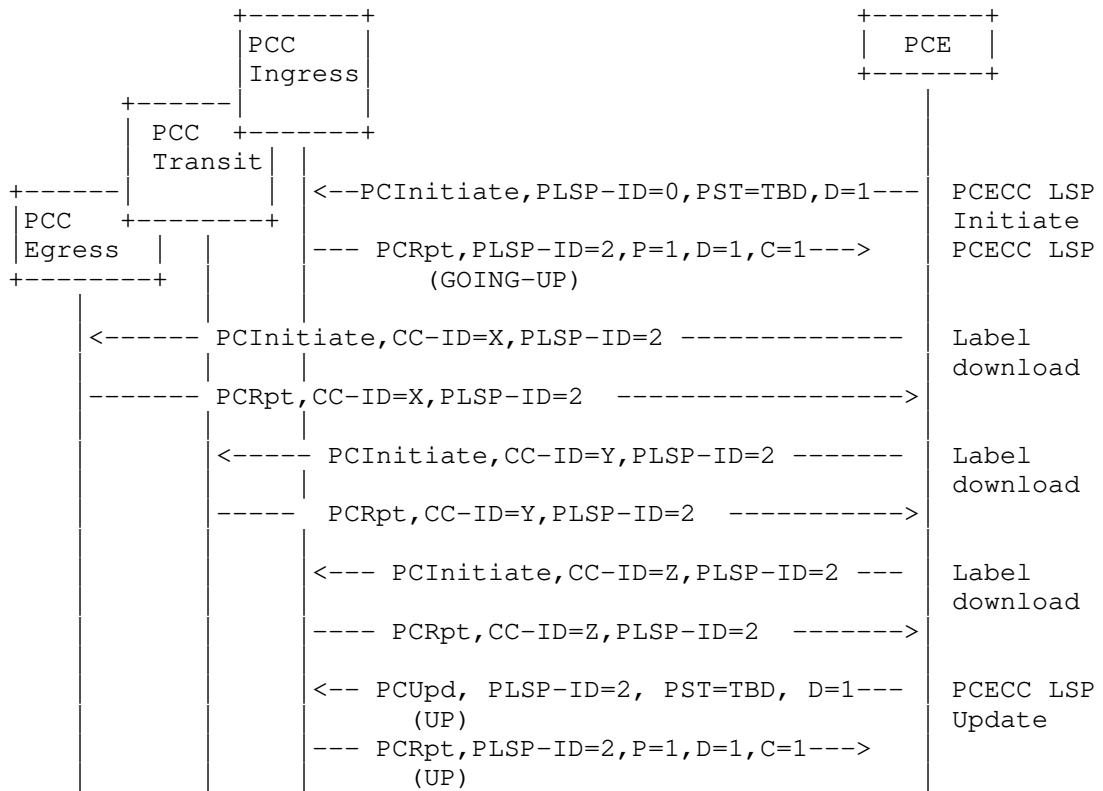 +-------+                              +-------+
|PCC    |                              |  PCE  |
|Ingress|                              +-------+
+------|       |                                  |
| PCC  +-------+                                  |
| Transit| |                                      |
+------|        | |<--PCInitiate,PLSP-ID=0,PST=TBD,D=1---| PCECC LSP
|PCC   +--------+ |                                      | Initiate
|Egress  |  |     |--- PCRpt,PLSP-ID=2,P=1,D=1,C=1--->   | PCECC LSP
+--------+  |     |       (GOING-UP)                     |
|<------ PCInitiate,CC-ID=X,PLSP-ID=2 -------------- | Label
download
|------- PCRpt,CC-ID=X,PLSP-ID=2  ------------------>|
|<----- PCInitiate,CC-ID=Y,PLSP-ID=2 ------- | Label
download
|-----  PCRpt,CC-ID=Y,PLSP-ID=2  ----------->|
|<--- PCInitiate,CC-ID=Z,PLSP-ID=2 --- | Label
download
|---- PCRpt,CC-ID=Z,PLSP-ID=2  ------->|
|<-- PCUpd, PLSP-ID=2, PST=TBD, D=1--- | PCECC LSP
(UP) | Update
|--- PCRpt,PLSP-ID=2,P=1,D=1,C=1---> |
(UP)